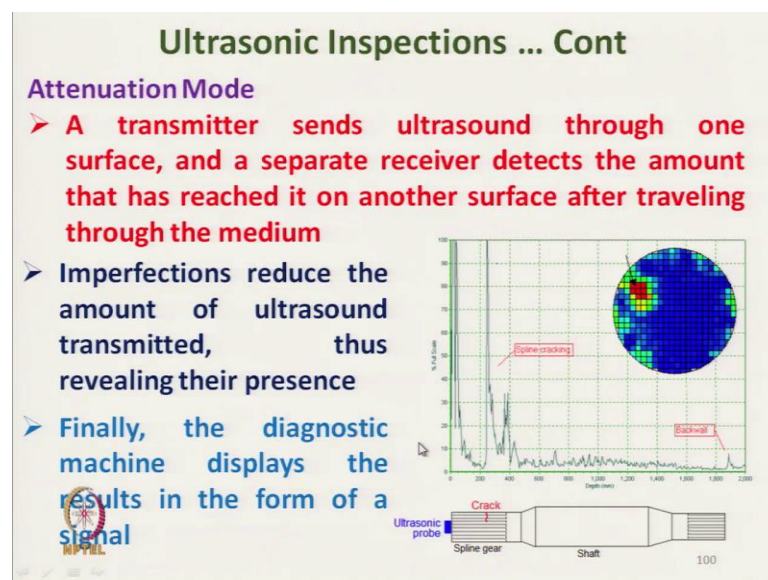 Ultrasonic Inspections … Cont
Attenuation Mode
➢ A transmitter sends ultrasound through one
surface, and a separate receiver detects the amount
that has reached it on another surface after traveling
through the medium
➢ Imperfections reduce the
amount of ultrasound
transmitted, thus
revealing their presence
➢ Finally, the diagnostic
machine displays the
results in the form of a
signal
NPTEL
% Full Scale
100
90
80
70
60
50
40
30
20
10
0
Spline cracking
Backwall
0 200 400 600 800 1,000 1,200 1,400 1,600 1,800 2,000
Depth (mm)
Crack
Ultrasonic
probe
Spline gear
Shaft
100